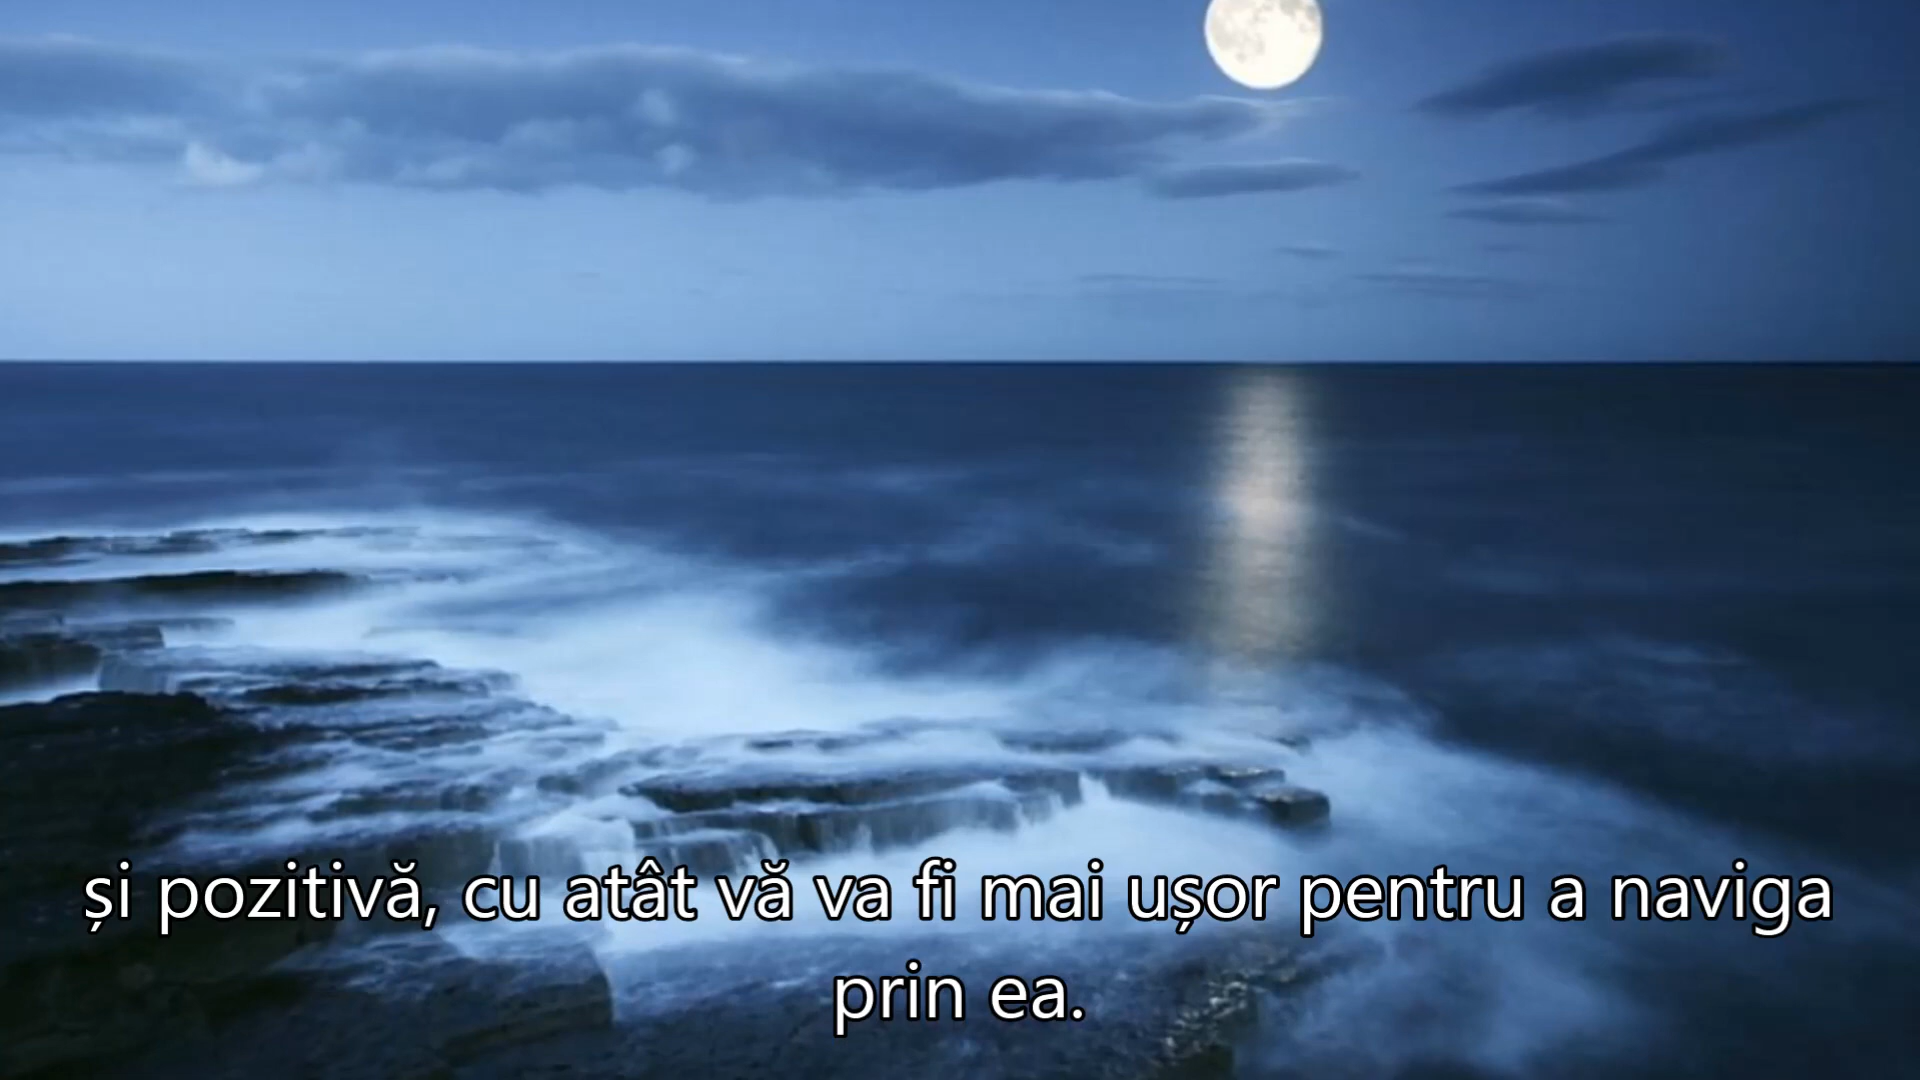 și pozitivă, cu atât vă va fi mai ușor pentru a naviga
prin ea.